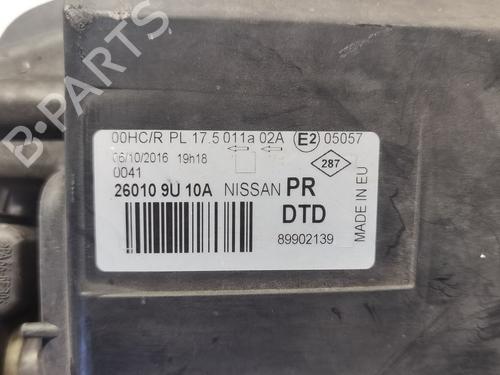 00HC/R PL 17.5 011a 02A E2 05057
06/10/2016 19h18
287
0041
26010 9U 10A NISSAN PR
DTD
89902139
MADE IN EU
B-PARTS